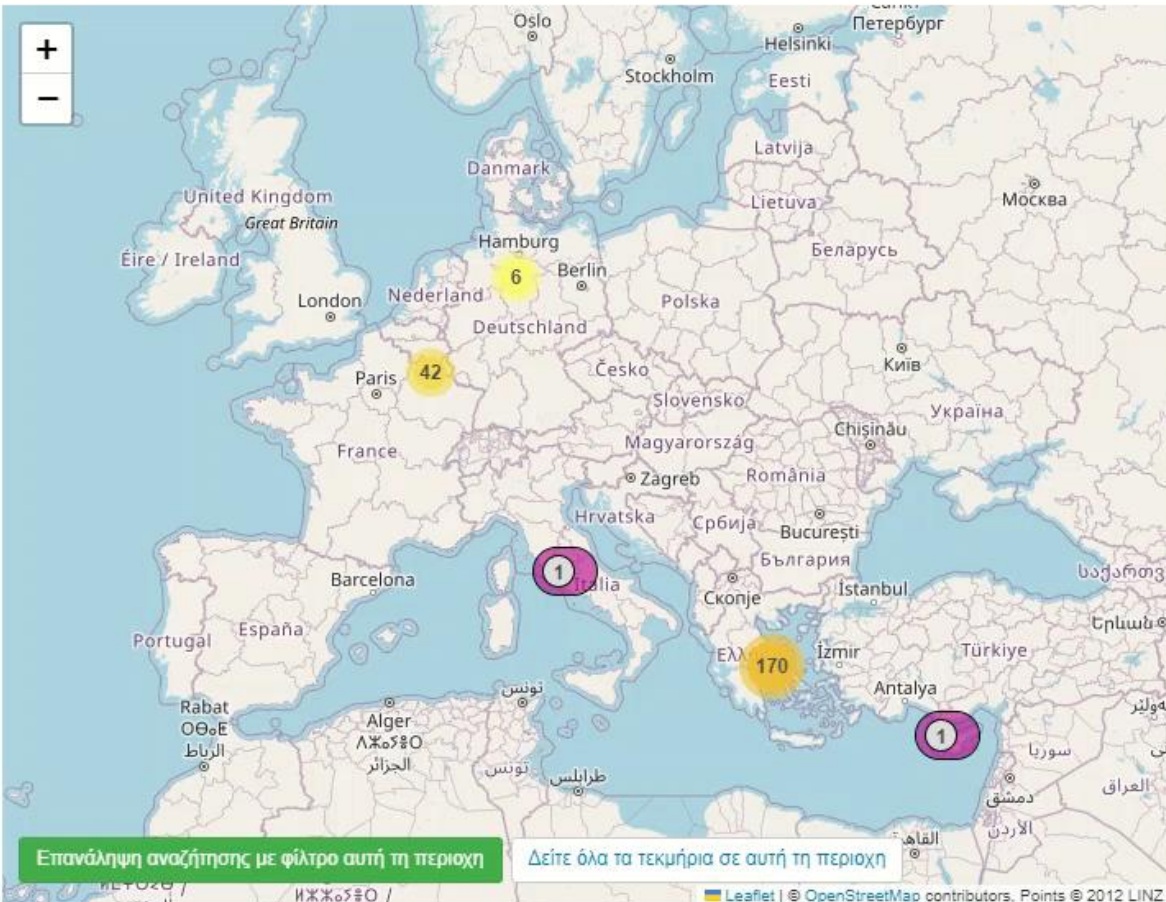 Oslo
Петербург
+
Helsinki
Stockholm
Eesti
−
Latvija
Danmark
Lietuva
Москва
United Kingdom
Great Britain
Hamburg
Беларусь
Éire / Ireland
6
Berlin
London
Nederland
Polska
Deutschland
Київ
Paris
42
Česko
Slovensko
Україна
Chișinău
Magyarország
France
Zagreb
România
Hrvatska
Србија
București
България
1
Italia
Barcelona
Скопје
İstanbul
Portugal
España
170
İzmir
Türkiye
تونس
Antalya
Rabat
ⵔⴱⴰⵟ
الرباط
Alger
الجزائر
1
سوريا
تونس
طرابلس
دمشق
العراق
الأردن
Επανάληψη αναζήτησης με φίλτρο αυτή τη περιοχη
Δείτε όλα τα τεκμήρια σε αυτή τη περιοχη
Leaflet | © OpenStreetMap contributors, Points © 2012 LINZ